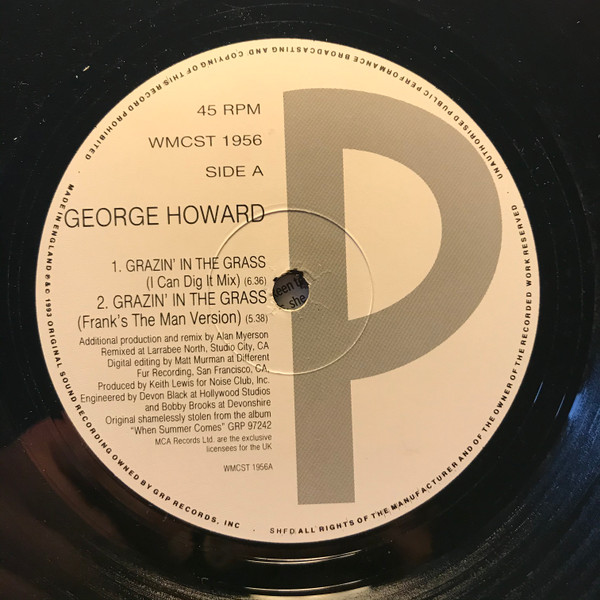 45 RPM
WMCST 1956
SIDE A
GEORGE HOWARD
1. GRAZIN' IN THE GRASS
(I Can Dig It Mix) (6.36)
2. GRAZIN' IN THE GRASS
(Frank's The Man Version) (5.38)
Additional production and remix by Alan Myerson
Remixed at Larrabee North, Studio City, CA
Digital editing by Matt Murman at Different
Fur Recording, San Francisco, CA,
Produced by Keith Lewis for Noise Club, Inc.
Engineered by Devon Black at Hollywood Studios
and Bobby Brooks at Devonshire
Original shamelessly stolen from the album
"When Summer Comes" GRP 97242
MCA Records Ltd. are the exclusive
licensees for the UK
WMCST 1956A
P
MADE IN ENGLAND ℗ & © 1993 ORIGINAL SOUND RECORDING OWNED BY GRP RECORDS, INC · SHFD ALL RIGHTS OF THE MANUFACTURER AND OF THE OWNER OF THE RECORDED WORK RESERVED · UNAUTHORISED PUBLIC PERFORMANCE BROADCASTING AND COPYING OF THIS RECORD PROHIBITED
she